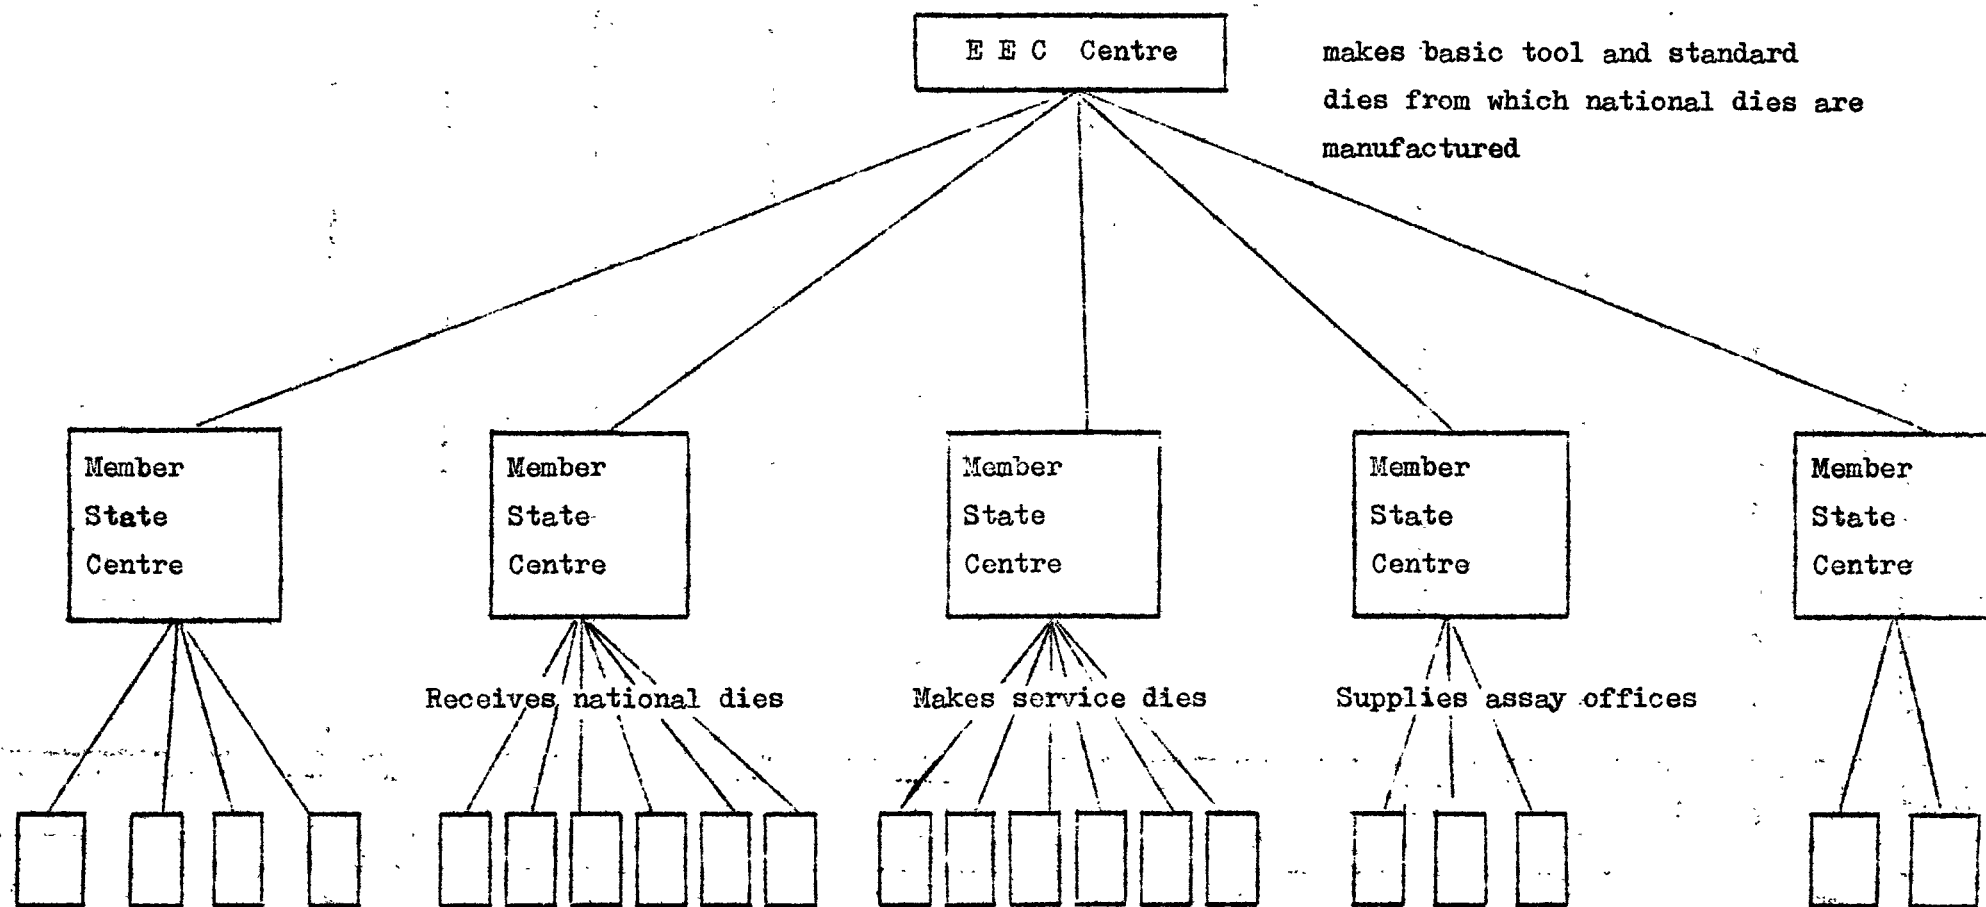 E E C Centre
makes basic tool and standard
dies from which national dies are
manufactured
Member
State
Centre
Member
State
Centre
Member
State
Centre
Member
State
Centre
Member
State
Centre
Receives national dies
Makes service dies
Supplies assay offices